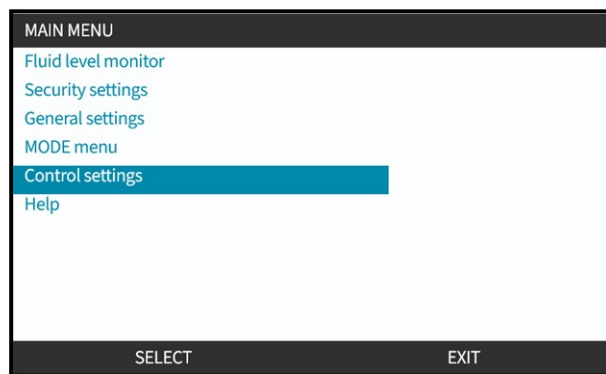 MAIN MENU
Fluid level monitor
Security settings
General settings
MODE menu
Control settings
Help
SELECT EXIT